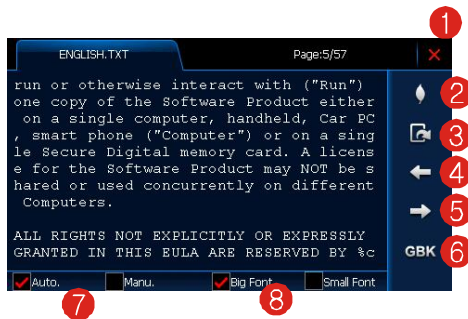 1
ENGLISH.TXT Page:5/57
run or otherwise interact with ("Run")
one copy of the Software Product either
on a single computer, handheld, Car PC
, smart phone ("Computer") or on a sing
le Secure Digital memory card. A licens
e for the Software Product may NOT be s
hared or used concurrently on different
Computers.
ALL RIGHTS NOT EXPLICITLY OR EXPRESSLY
GRANTED IN THIS EULA ARE RESERVED BY %c
2
3
4
5
GBK 6
Auto. Manu. Big Font Small Font
7 8